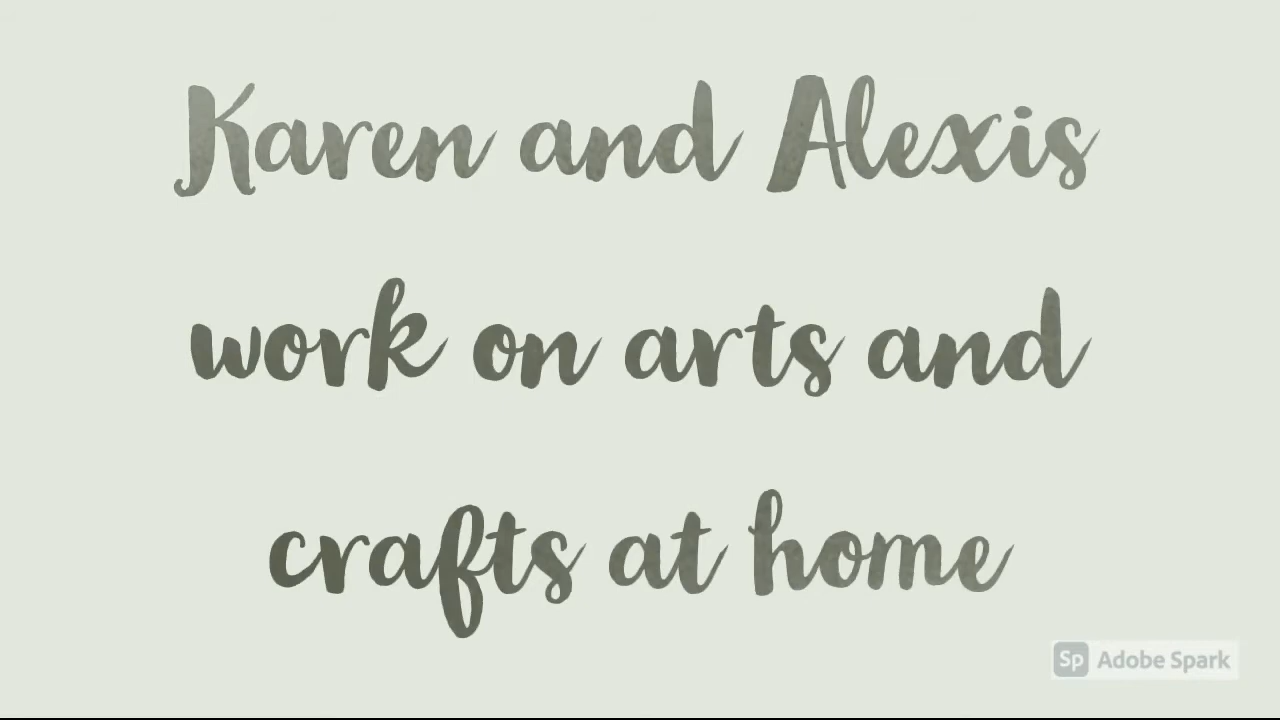 Karen and Alexis
work on arts and
crafts at home
Sp Adobe Spark